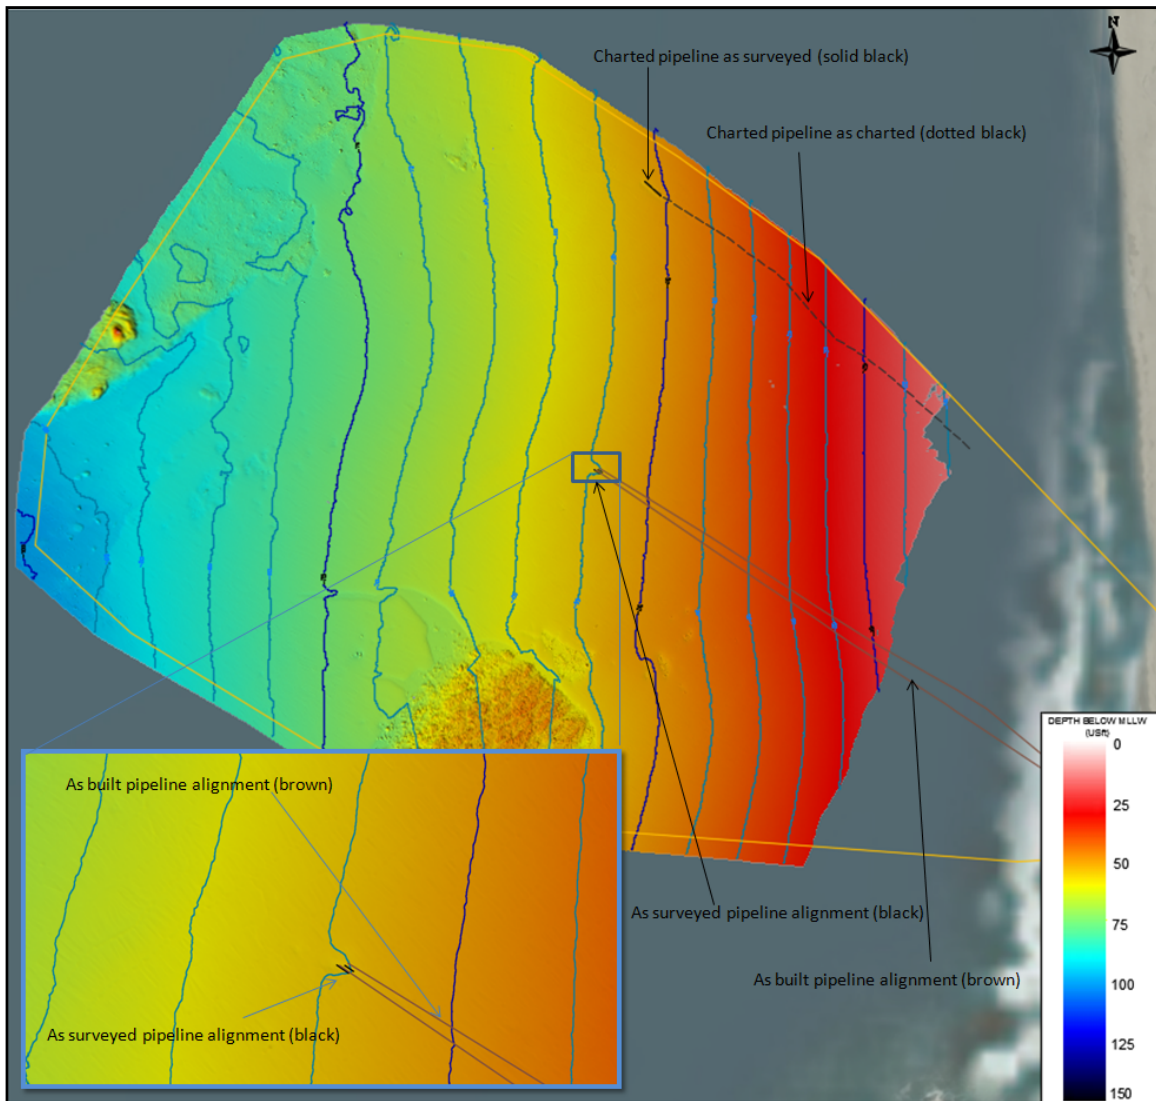 N
Charted pipeline as surveyed (solid black)
Charted pipeline as charted (dotted black)
DEPTH BELOW MLLW
(USft)
0
25
50
75
100
125
150
As built pipeline alignment (brown)
As surveyed pipeline alignment (black)
As built pipeline alignment (brown)
As surveyed pipeline alignment (black)